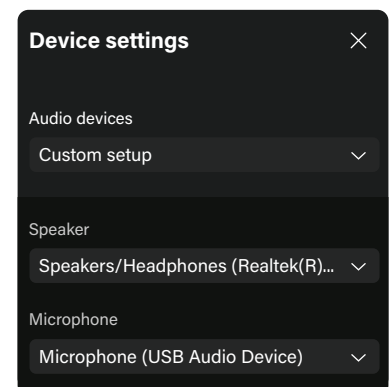 Device settings
Audio devices
Custom setup
Speaker
Speakers/Headphones (Realtek(R)...
Microphone
Microphone (USB Audio Device)